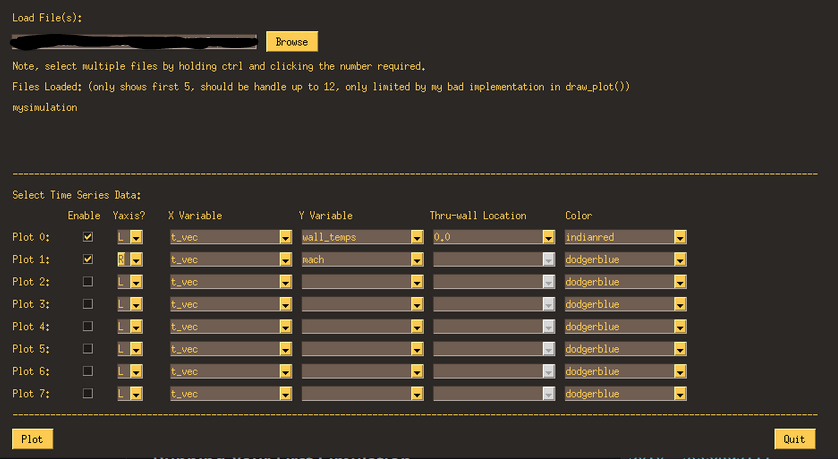 Load File(s):
Browse
Note, select multiple files by holding ctrl and clicking the number required.
Files Loaded: (only shows first 5, should be handle up to 12, only limited by my bad implementation in draw_plot())
mysimulation
Select Time Series Data:
Enable Yaxis? X Variable Y Variable Thru-wall Location Color
Plot 0: L t_vec wall_temps 0.0 indianred
Plot 1: R t_vec mach dodgerblue
Plot 2: L t_vec dodgerblue
Plot 3: L t_vec dodgerblue
Plot 4: L t_vec dodgerblue
Plot 5: L t_vec dodgerblue
Plot 6: L t_vec dodgerblue
Plot 7: L t_vec dodgerblue
Plot Quit